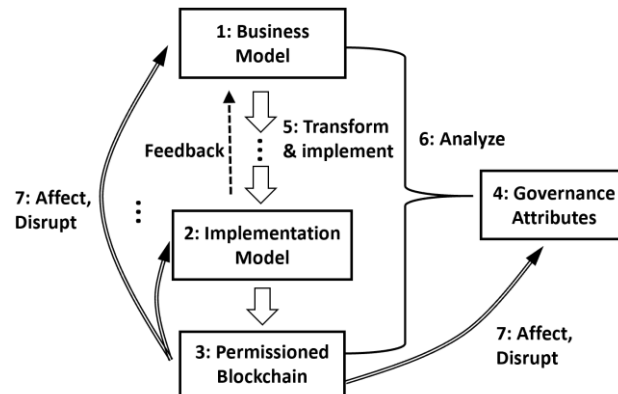 1: Business
Model
5: Transform
& implement
Feedback
6: Analyze
7: Affect,
Disrupt
4: Governance
Attributes
2: Implementation
Model
3: Permissioned
Blockchain
7: Affect,
Disrupt